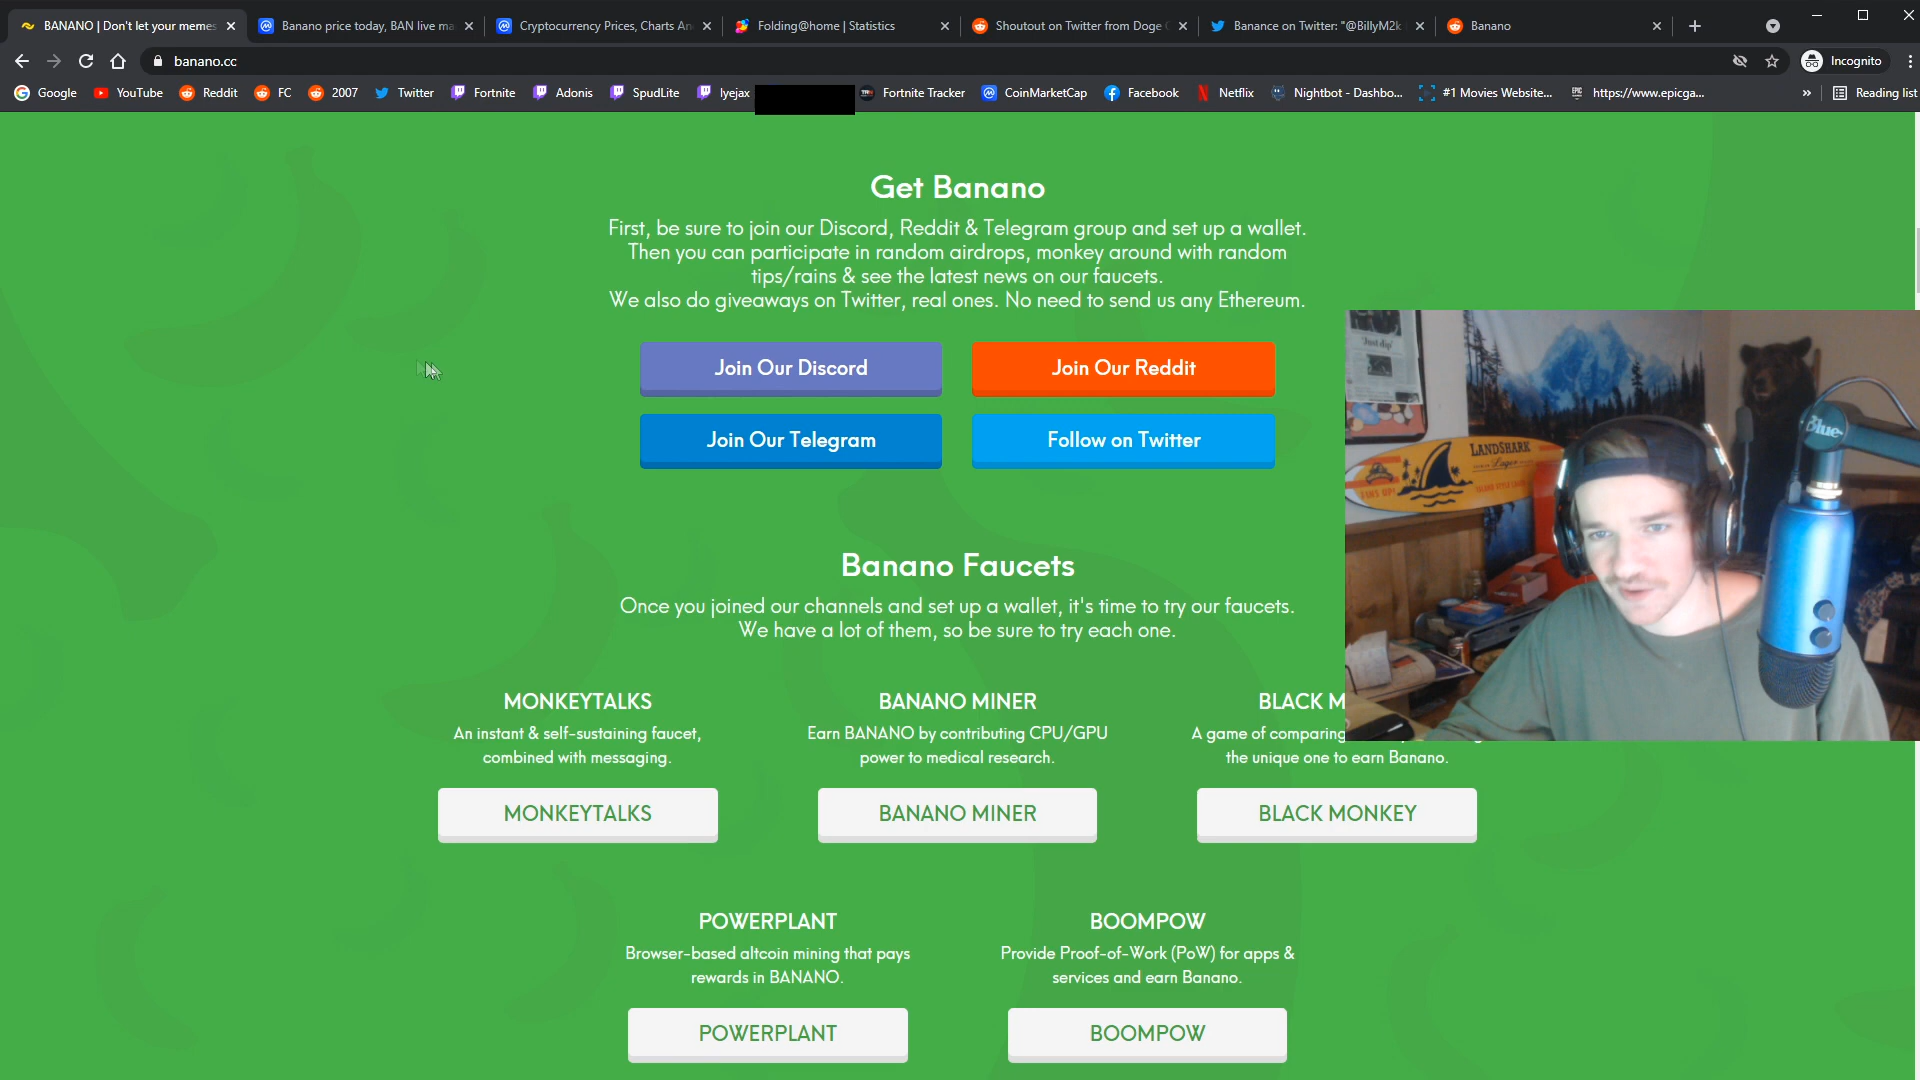 BANANO | Don't let your memes
Banano price today, BAN live ma
Cryptocurrency Prices, Charts An
Folding@home | Statistics
Shoutout on Twitter from Doge C
Banance on Twitter: "@BillyM2k
Banano
banano.cc
Incognito
Google
YouTube
Reddit
FC
2007
Twitter
Fortnite
Adonis
SpudLite
Iyejax
Fortnite Tracker
CoinMarketCap
Facebook
Netflix
Nightbot - Dashbo...
#1 Movies Website...
https://www.epicga...
»
Reading list
Get Banano
First, be sure to join our Discord, Reddit & Telegram group and set up a wallet.
Then you can participate in random airdrops, monkey around with random
tips/rains & see the latest news on our faucets.
We also do giveaways on Twitter, real ones. No need to send us any Ethereum.
Join Our Discord
Join Our Reddit
Join Our Telegram
Follow on Twitter
"Just dip"
LANDSHARK
Lager
FINS UP!
Blue
Banano Faucets
Once you joined our channels and set up a wallet, it's time to try our faucets.
We have a lot of them, so be sure to try each one.
MONKEYTALKS
An instant & self-sustaining faucet,
combined with messaging.
MONKEYTALKS
BANANO MINER
Earn BANANO by contributing CPU/GPU
power to medical research.
BANANO MINER
BLACK M
A game of comparing
the unique one to earn Banano.
BLACK MONKEY
POWERPLANT
Browser-based altcoin mining that pays
rewards in BANANO.
POWERPLANT
BOOMPOW
Provide Proof-of-Work (PoW) for apps &
services and earn Banano.
BOOMPOW